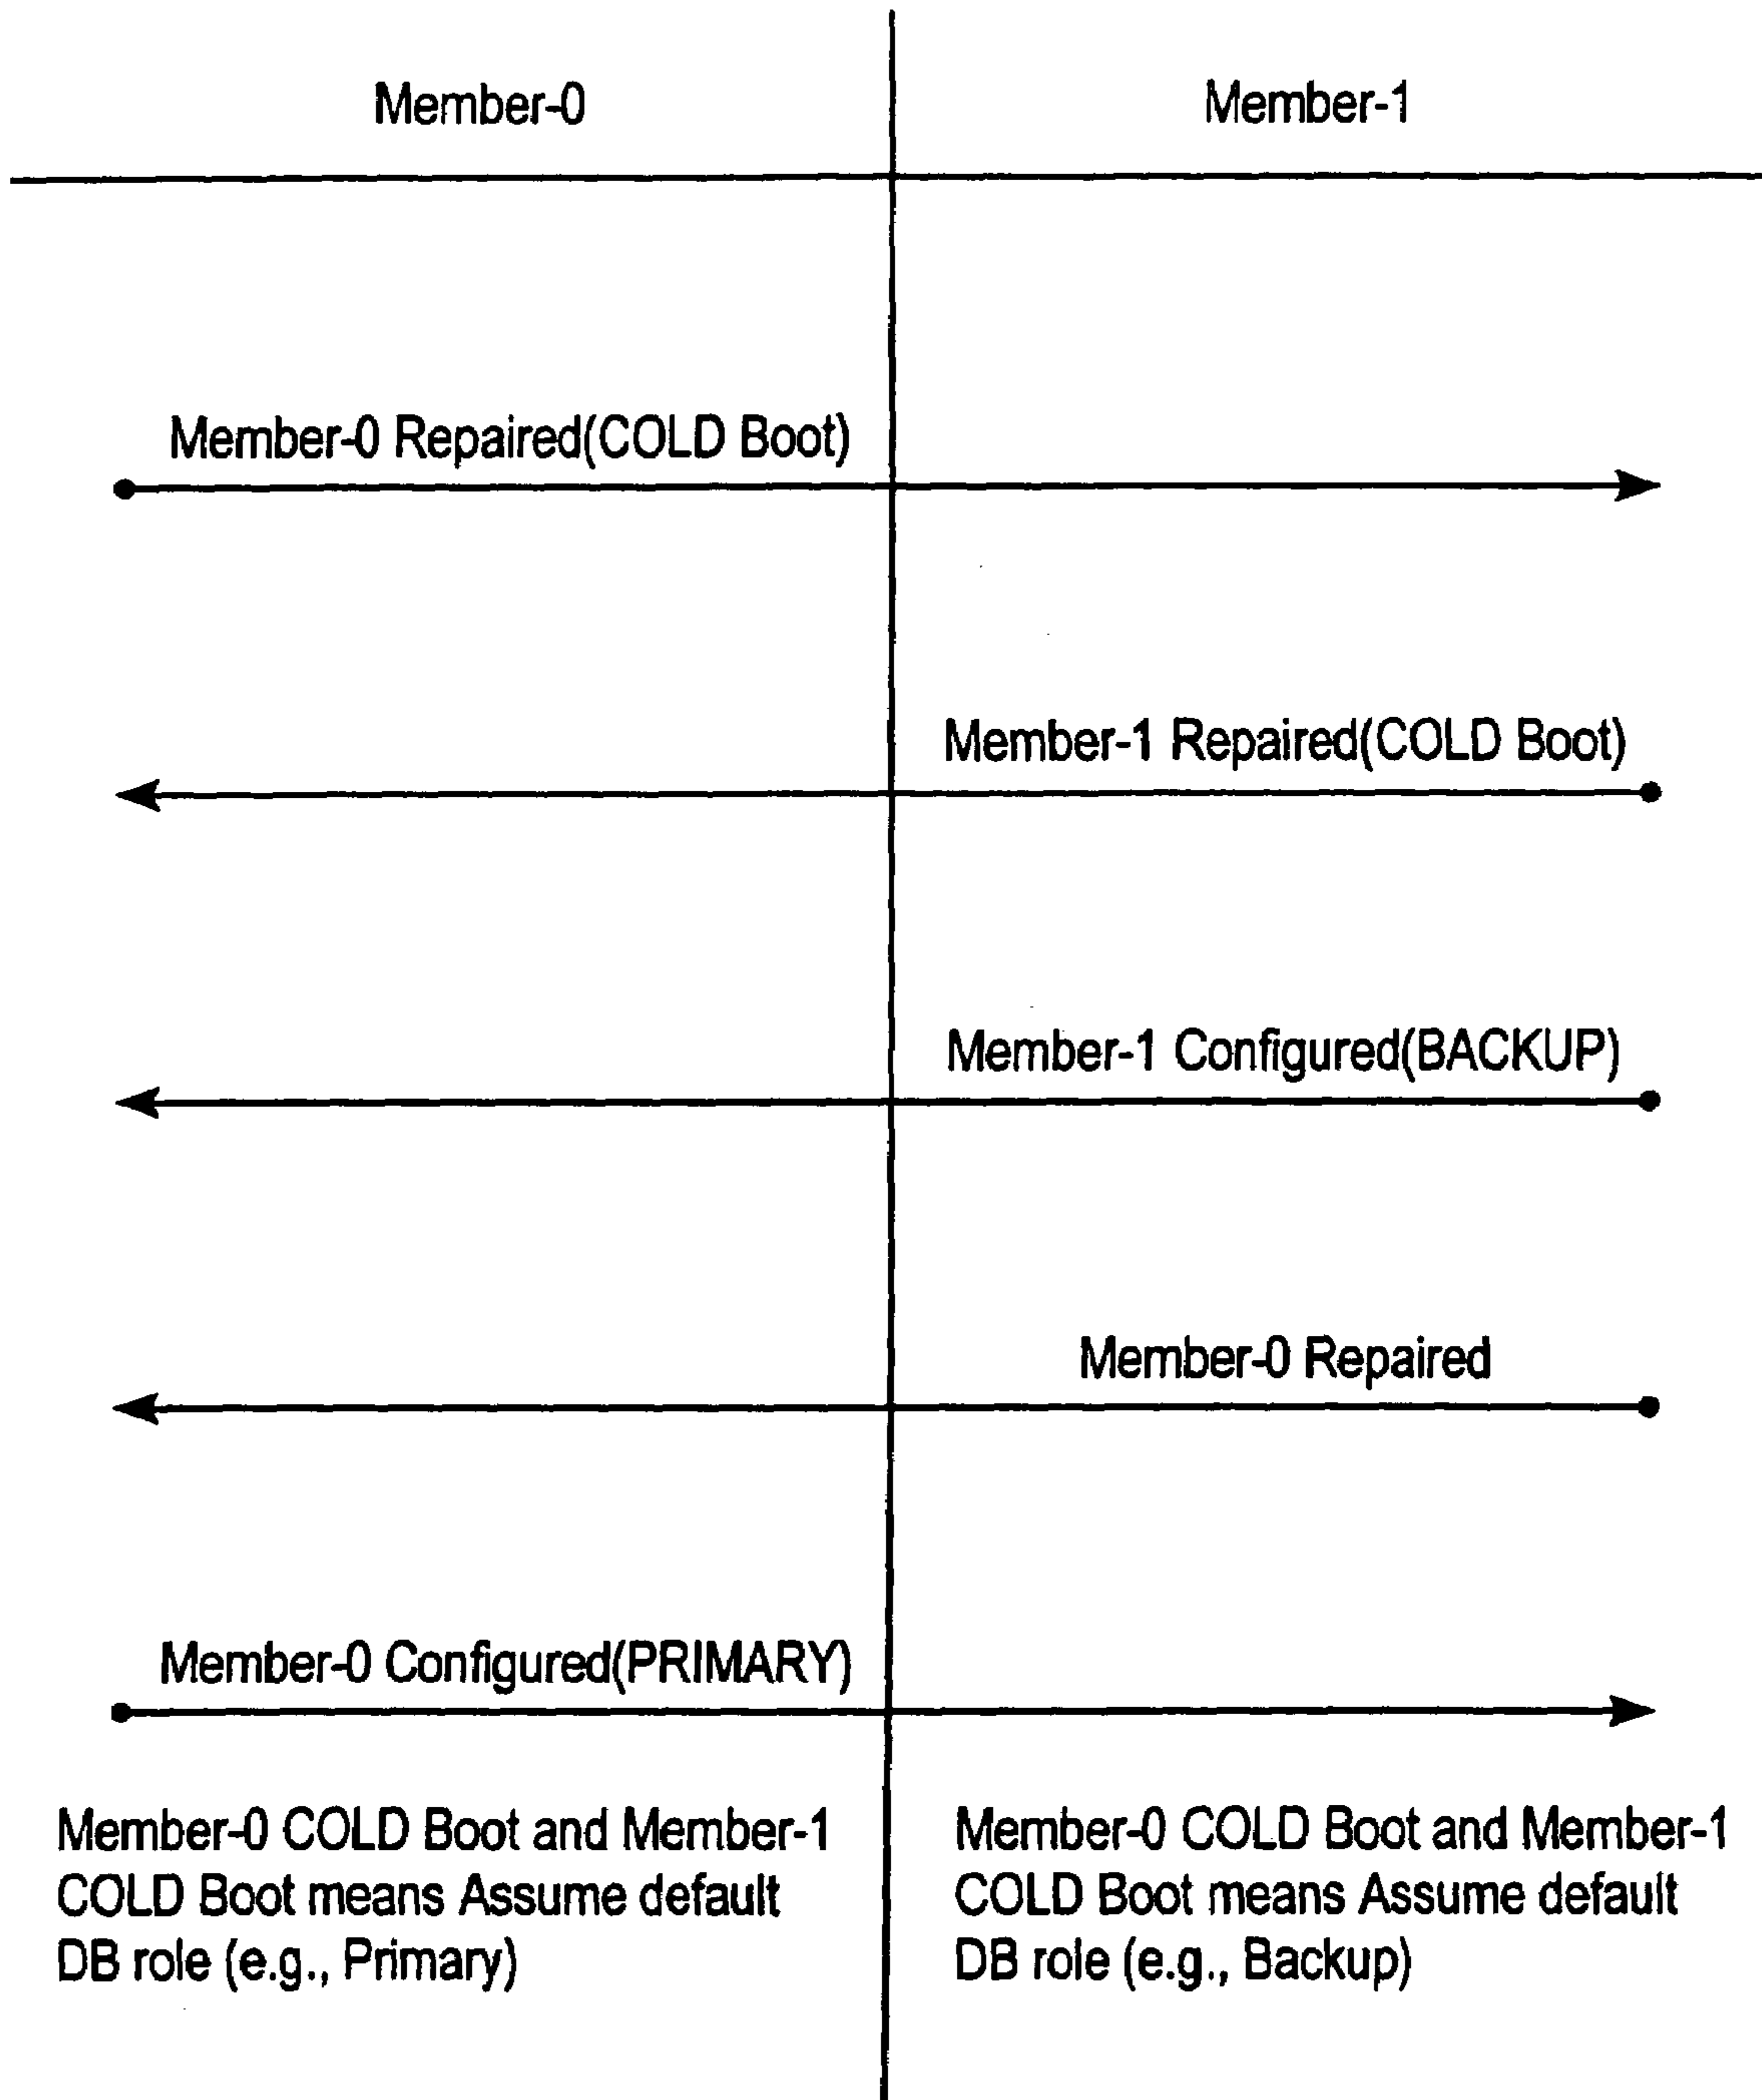 Member-0
Member-1
Member-0 Repaired(COLD Boot)
Member-1 Repaired(COLD Boot)
Member-1 Configured(BACKUP)
Member-0 Repaired
Member-0 Configured(PRIMARY)
Member-0 COLD Boot and Member-1
COLD Boot means Assume default
DB role (e.g., Primary)
Member-0 COLD Boot and Member-1
COLD Boot means Assume default
DB role (e.g., Backup)